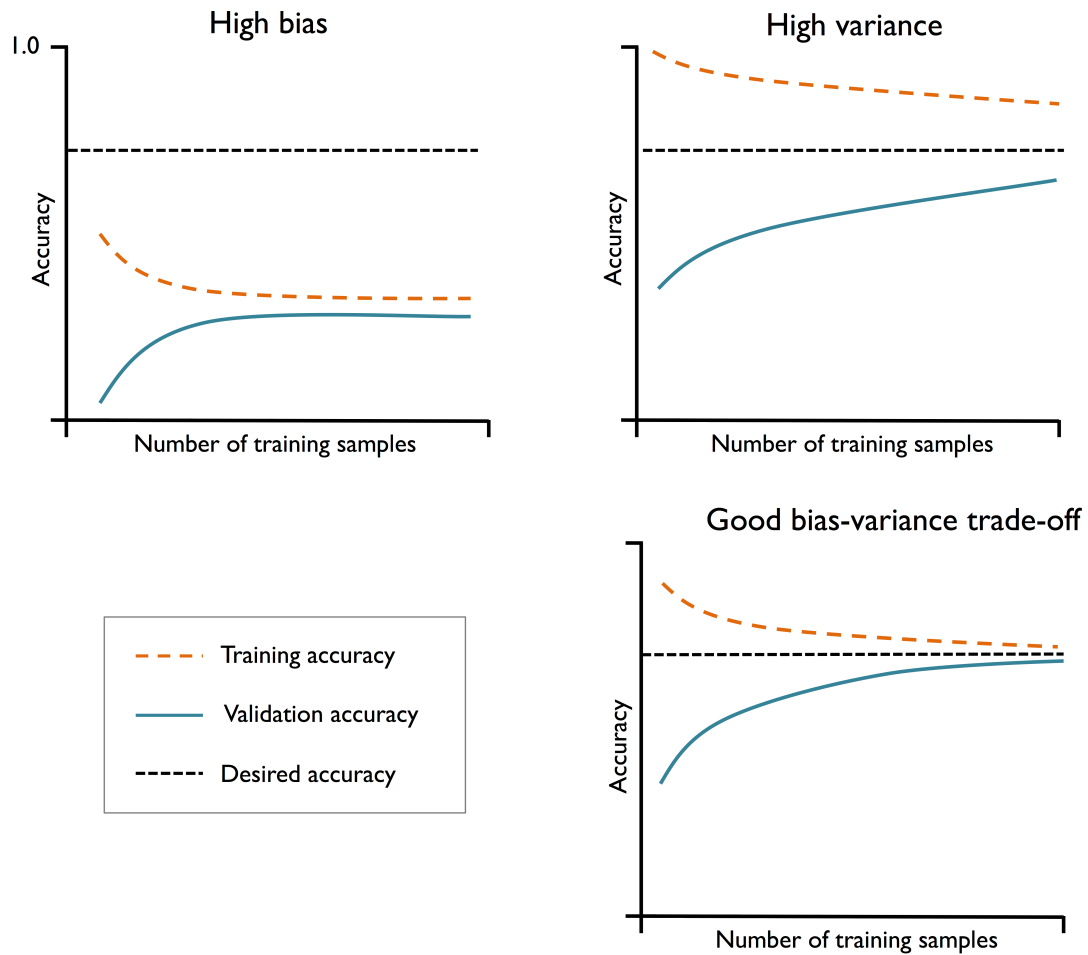 High bias
1.0
Accuracy
Number of training samples
High variance
Accuracy
Number of training samples
Training accuracy
Validation accuracy
Desired accuracy
Good bias-variance trade-off
Accuracy
Number of training samples